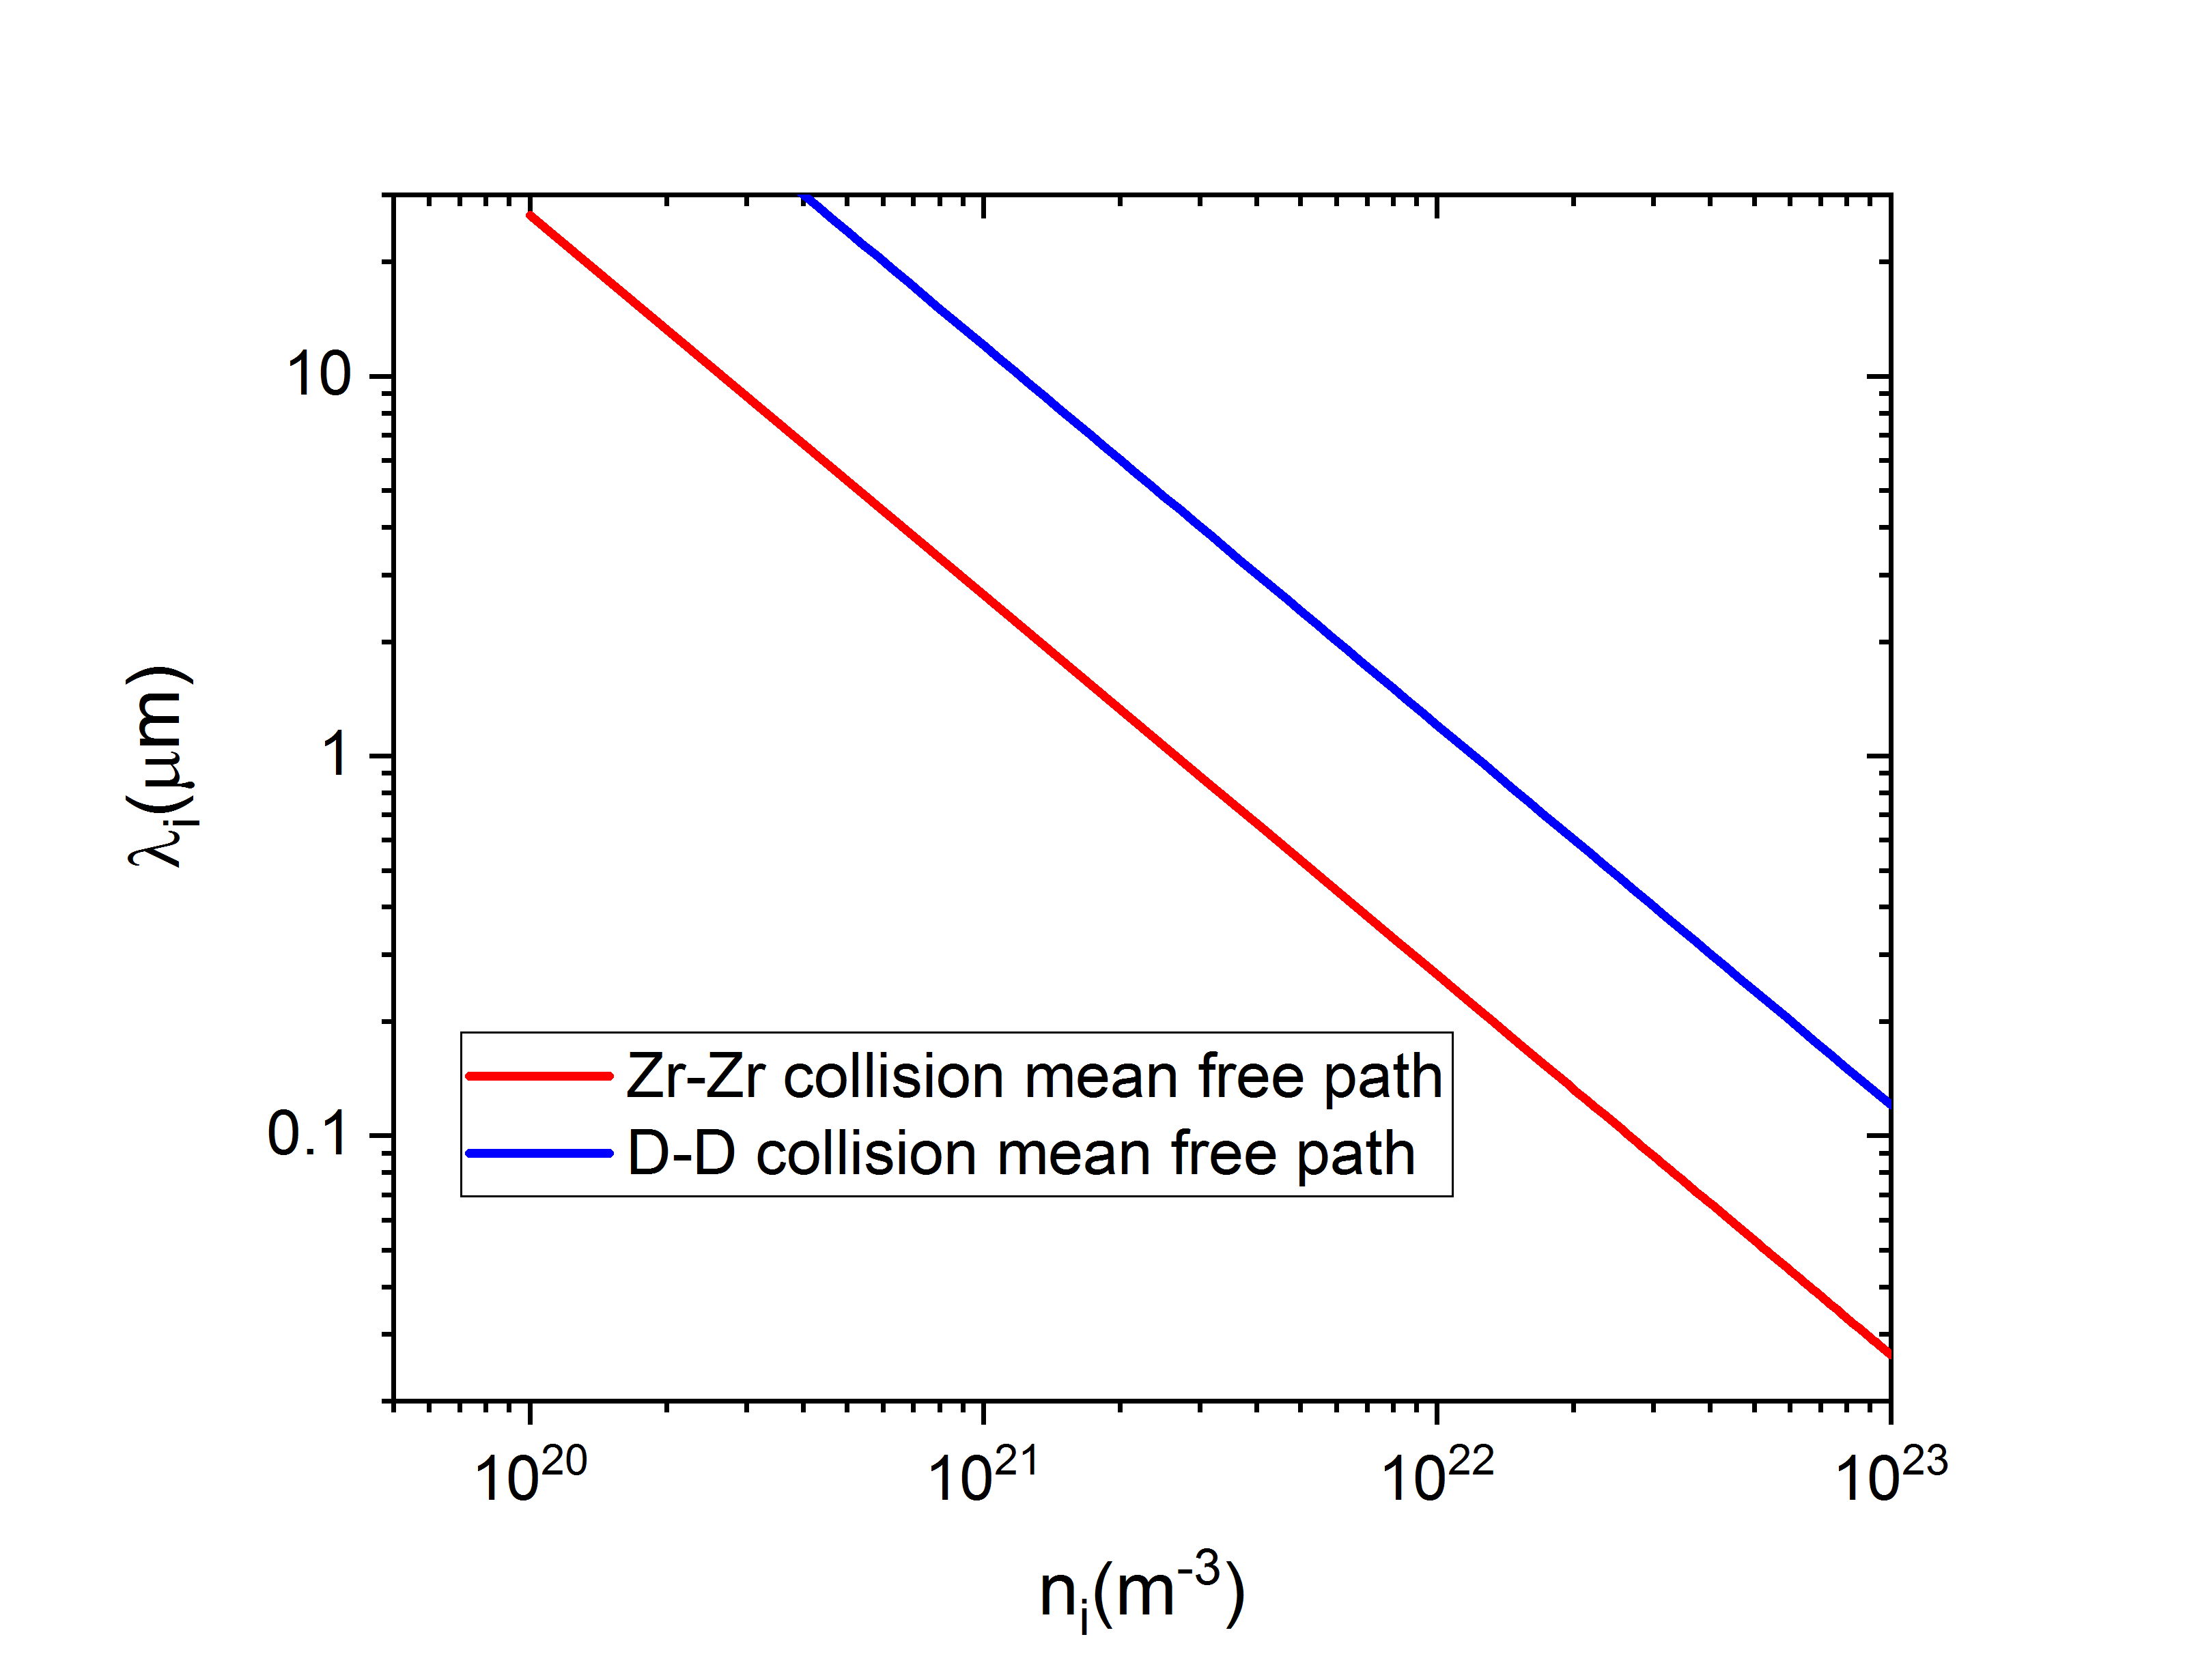 10
1
0.1
λi(μm)
Zr-Zr collision mean free path
D-D collision mean free path
10^20 10^21 10^22 10^23
ni(m^-3)